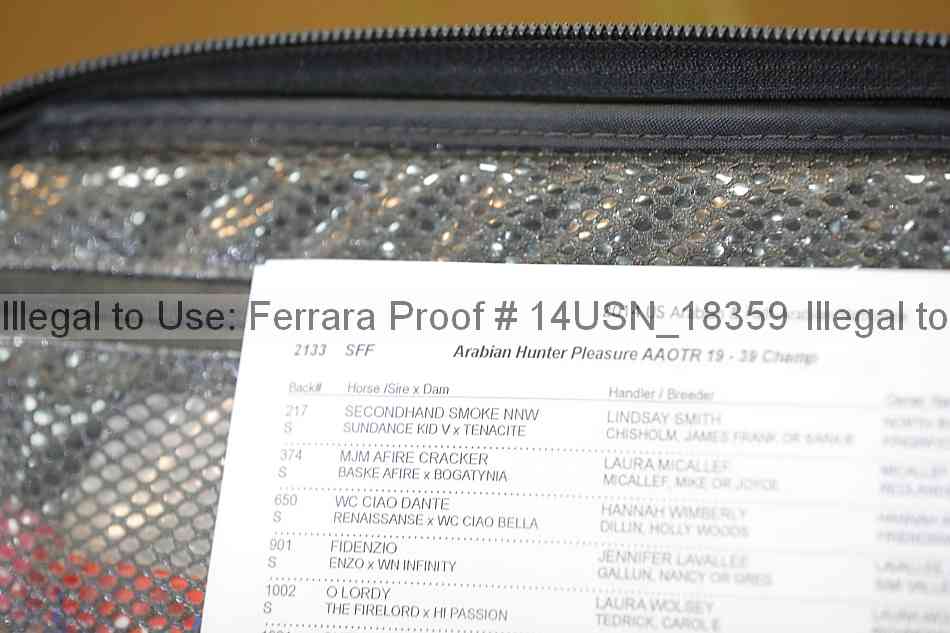 Illegal to Use: Ferrara Proof # 14USN_18359 Illegal to
2133 SFF Arabian Hunter Pleasure AAOTR 19 - 39 Champ
Back# Horse /Sire x Dam Handler / Breeder
217 SECONDHAND SMOKE NNW LINDSAY SMITH
S SUNDANCE KID V x TENACITE CHISHOLM, JAMES FRANK OR
374 MJM AFIRE CRACKER LAURA MICALLEF
S BASKE AFIRE x BOGATYNIA MICALLEF, MIKE OR JOYCE
650 WC CIAO DANTE HANNAH WIMBERLY
S RENAISSANSE x WC CIAO BELLA DILLIN, HOLLY WOODS
901 FIDENZIO JENNIFER LAVALLEE
S ENZO x WN INFINITY GALLUN, NANCY OR GREG
1002 O LORDY LAURA WOLSEY
S THE FIRELORD x HI PASSION TEDRICK, CAROL E